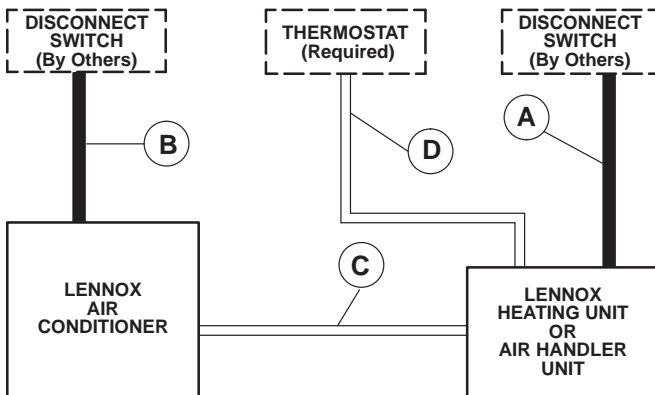 DISCONNECT
SWITCH
(By Others)
THERMOSTAT
(Required)
DISCONNECT
SWITCH
(By Others)
B
D
A
C
LENNOX
AIR
CONDITIONER
LENNOX
HEATING UNIT
OR
AIR HANDLER
UNIT